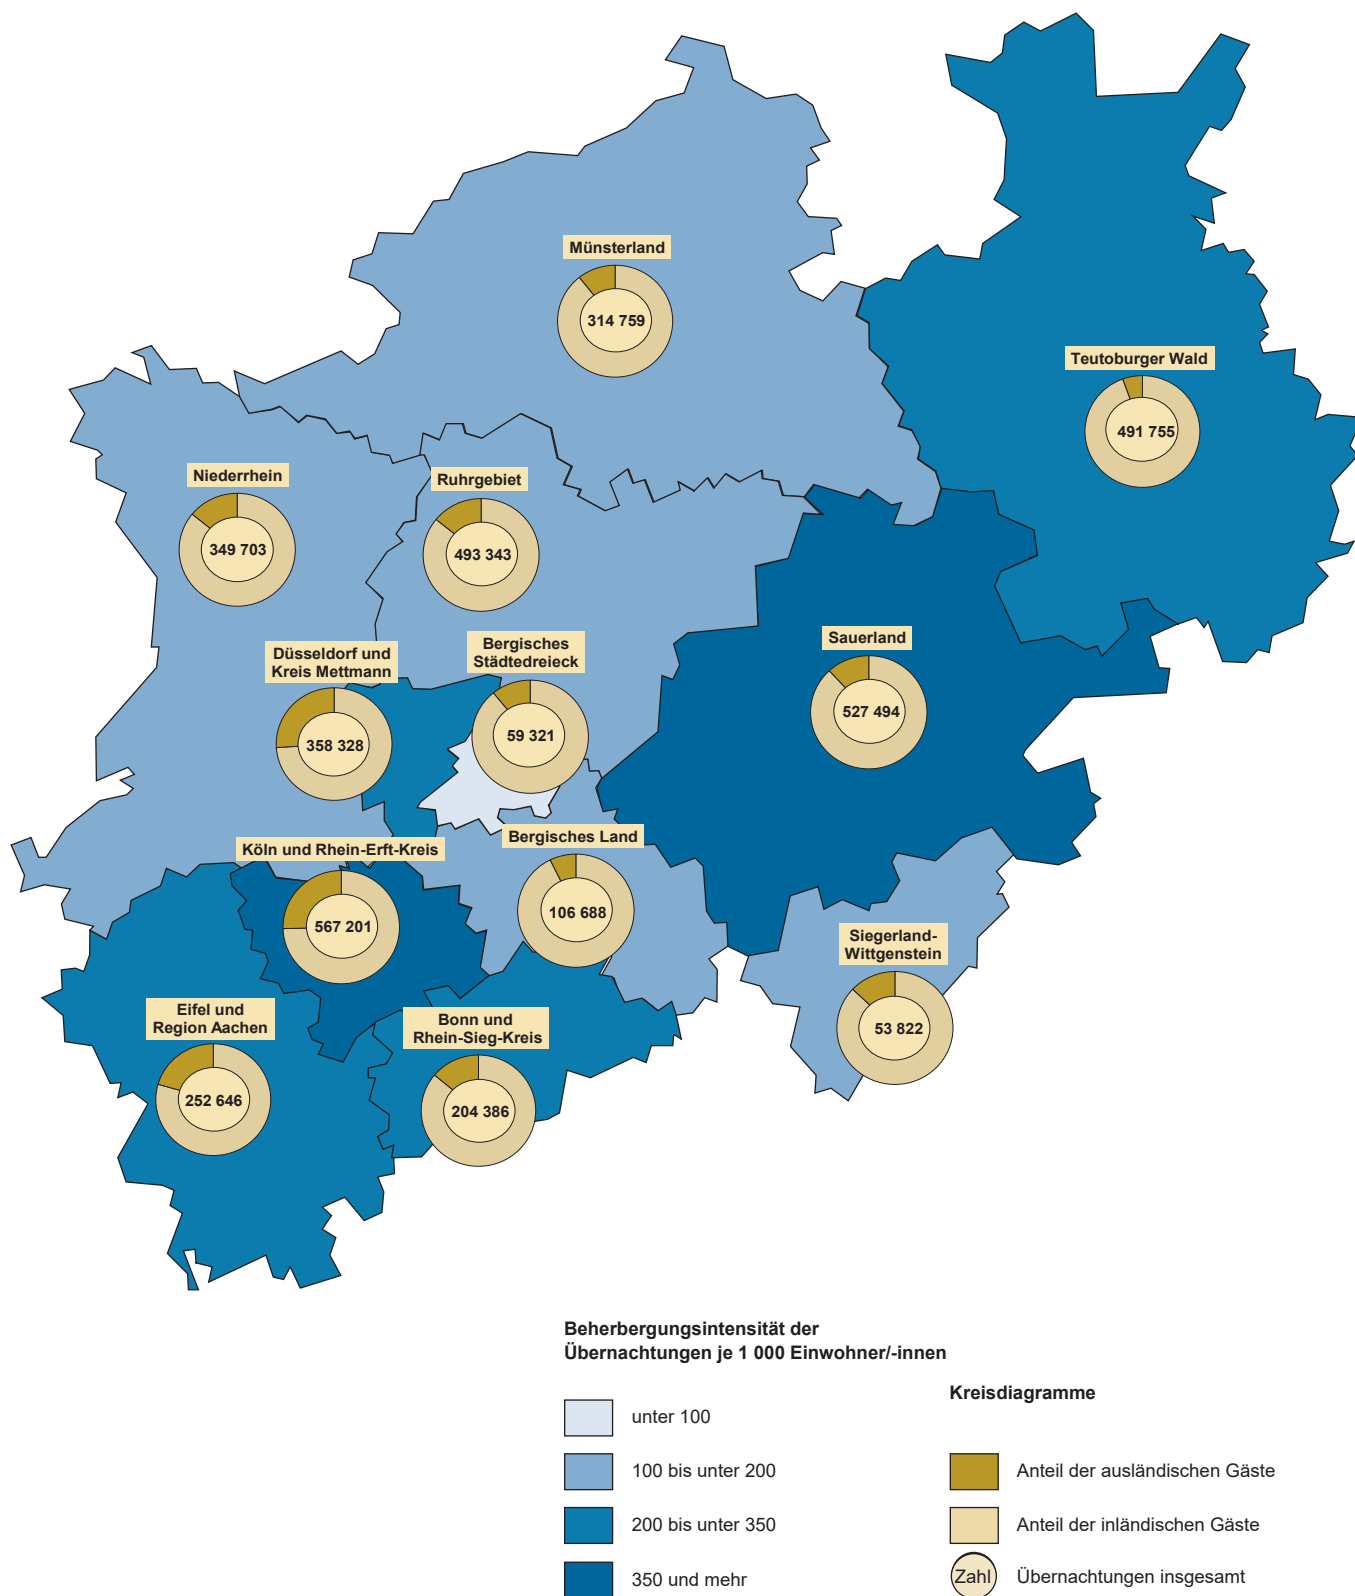 Münsterland
314 759
Teutoburger Wald
491 755
Niederrhein
349 703
Ruhrgebiet
493 343
Düsseldorf und
Kreis Mettmann
358 328
Bergisches
Städtedreieck
59 321
Sauerland
527 494
Köln und Rhein-Erft-Kreis
567 201
Bergisches Land
106 688
Siegerland-
Wittgenstein
53 822
Eifel und
Region Aachen
252 646
Bonn und
Rhein-Sieg-Kreis
204 386
Beherbergungsintensität der
Übernachtungen je 1 000 Einwohner/-innen
unter 100
100 bis unter 200
200 bis unter 350
350 und mehr
Kreisdiagramme
Anteil der ausländischen Gäste
Anteil der inländischen Gäste
Zahl Übernachtungen insgesamt